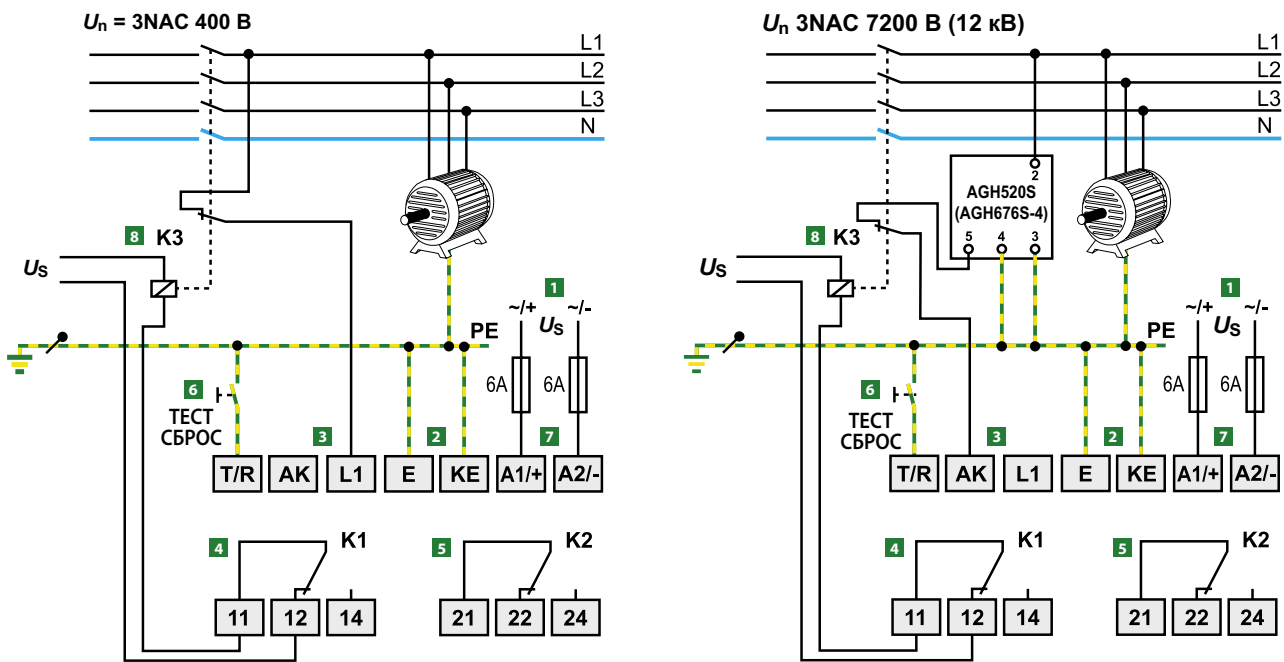 Un = 3NAC 400 В
L1
L2
L3
N
8 K3
US
1
~/+ ~/-
US
PE
6A 6A
6
ТЕСТ
СБРОС
3 2 7
T/R AK L1 E KE A1/+ A2/-
4 K1 5 K2
11 12 14 21 22 24
Un 3NAC 7200 В (12 кВ)
L1
L2
L3
N
2
AGH520S
(AGH676S-4)
5 4 3
8 K3
US
1
~/+ ~/-
US
PE
6A 6A
6
ТЕСТ
СБРОС
3 2 7
T/R AK L1 E KE A1/+ A2/-
4 K1 5 K2
11 12 14 21 22 24